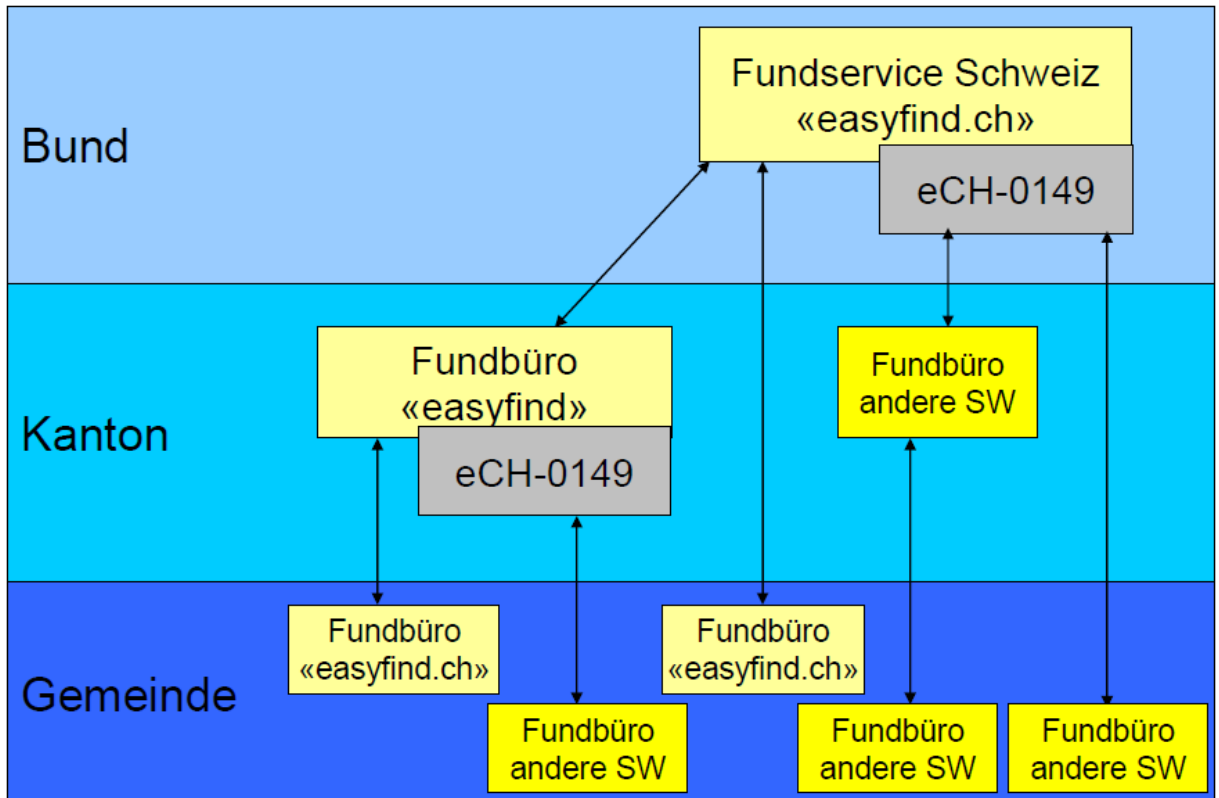 Fundservice Schweiz
«easyfind.ch»
Bund
eCH-0149
Fundbüro
«easyfind»
Fundbüro
andere SW
Kanton
eCH-0149
Fundbüro
«easyfind.ch»
Fundbüro
«easyfind.ch»
Gemeinde
Fundbüro
andere SW
Fundbüro
andere SW
Fundbüro
andere SW